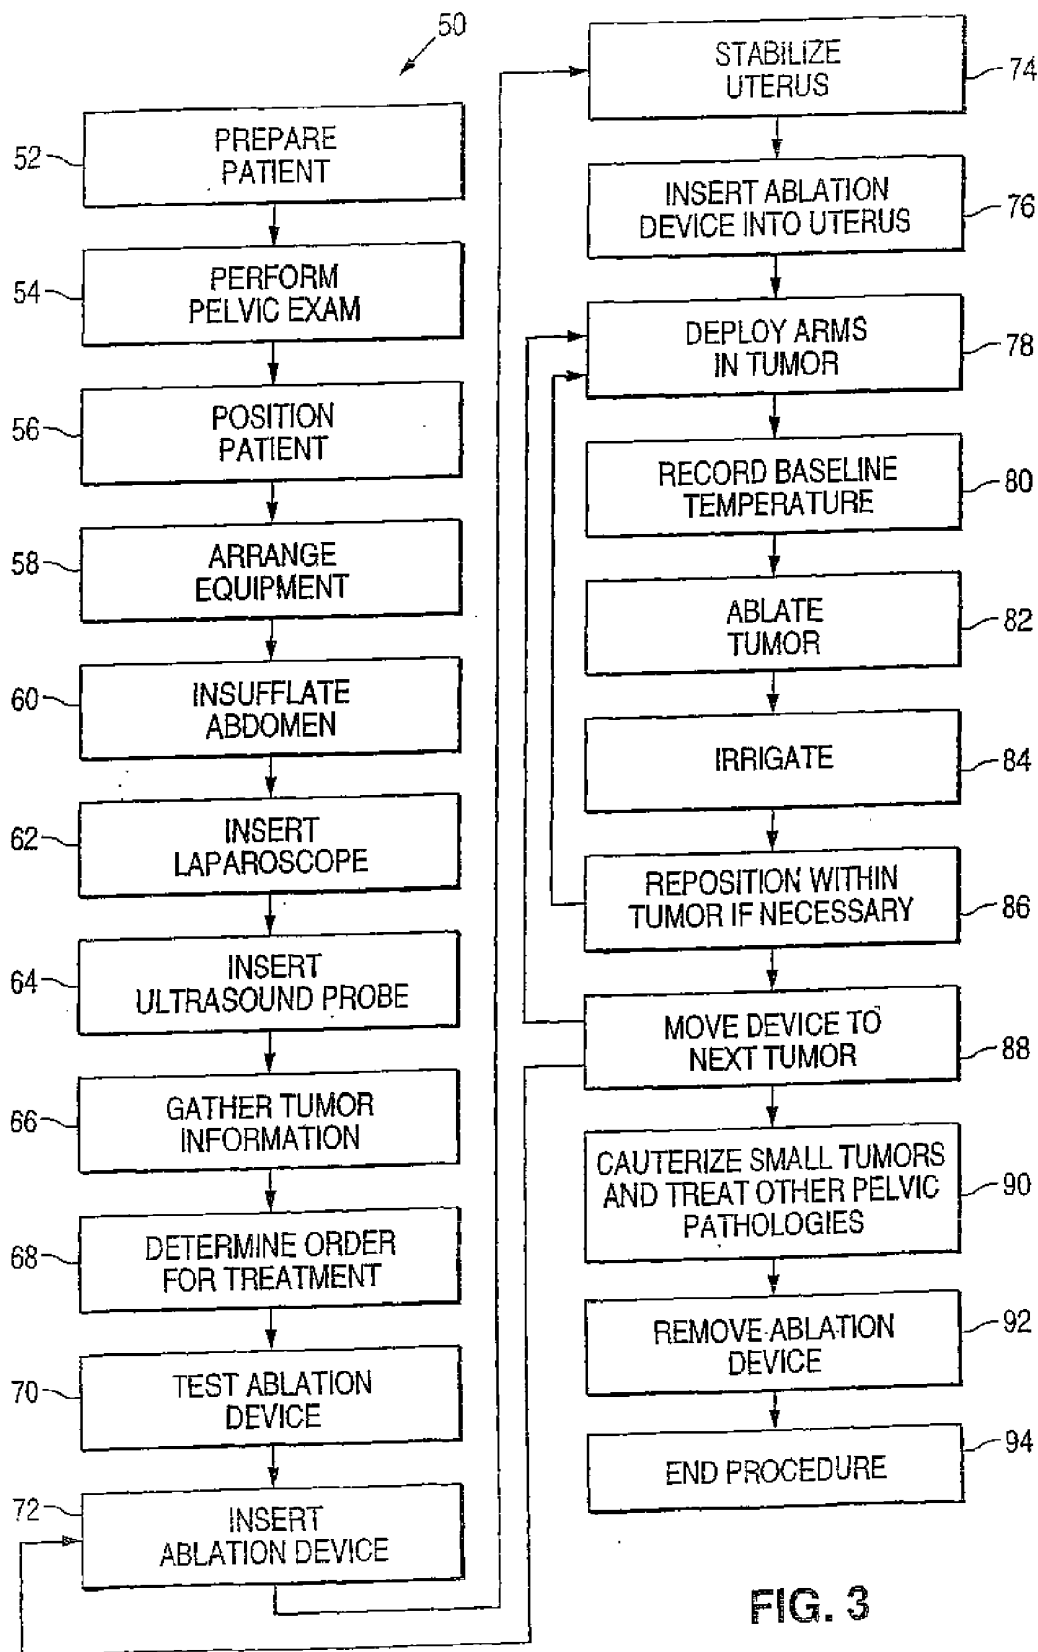 50
52
PREPARE
PATIENT
54
PERFORM
PELVIC EXAM
56
POSITION
PATIENT
58
ARRANGE
EQUIPMENT
60
INSUFFLATE
ABDOMEN
62
INSERT
LAPAROSCOPE
64
INSERT
ULTRASOUND PROBE
66
GATHER TUMOR
INFORMATION
68
DETERMINE ORDER
FOR TREATMENT
70
TEST ABLATION
DEVICE
72
INSERT
ABLATION DEVICE
STABILIZE
UTERUS
74
INSERT ABLATION
DEVICE INTO UTERUS
76
DEPLOY ARMS
IN TUMOR
78
RECORD BASELINE
TEMPERATURE
80
ABLATE
TUMOR
82
IRRIGATE
84
REPOSITION WITHIN
TUMOR IF NECESSARY
86
MOVE DEVICE TO
NEXT TUMOR
88
CAUTERIZE SMALL TUMORS
AND TREAT OTHER PELVIC
PATHOLOGIES
90
REMOVE ABLATION
DEVICE
92
END PROCEDURE
94
FIG. 3